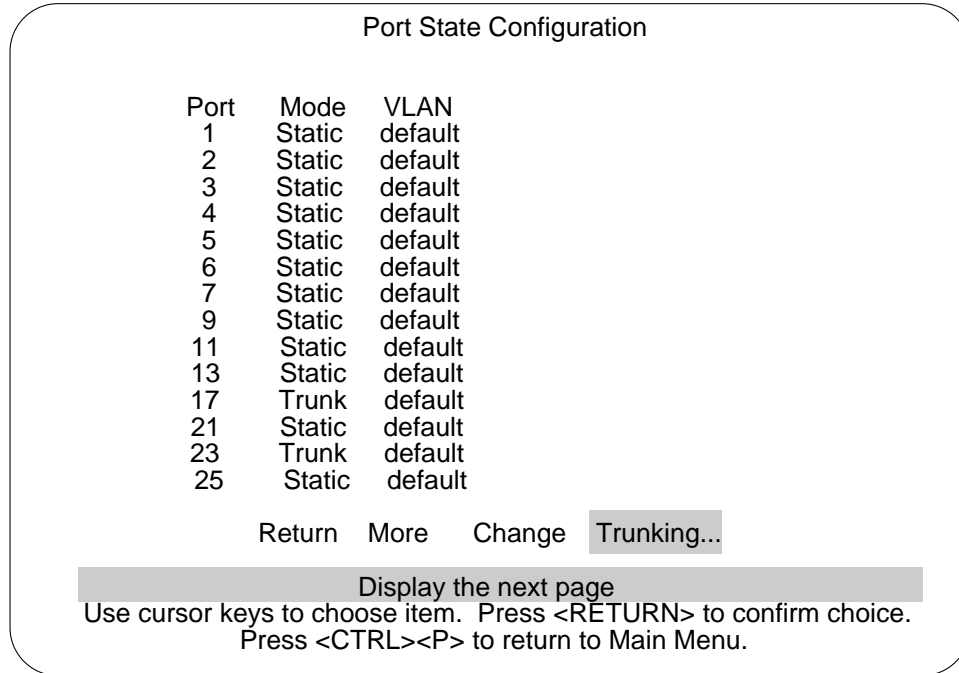 Port State Configuration
Port Mode VLAN
1 Static default
2 Static default
3 Static default
4 Static default
5 Static default
6 Static default
7 Static default
9 Static default
11 Static default
13 Static default
17 Trunk default
21 Static default
23 Trunk default
25 Static default
Return More Change Trunking...
Display the next page
Use cursor keys to choose item. Press <RETURN> to confirm choice.
Press <CTRL><P> to return to Main Menu.